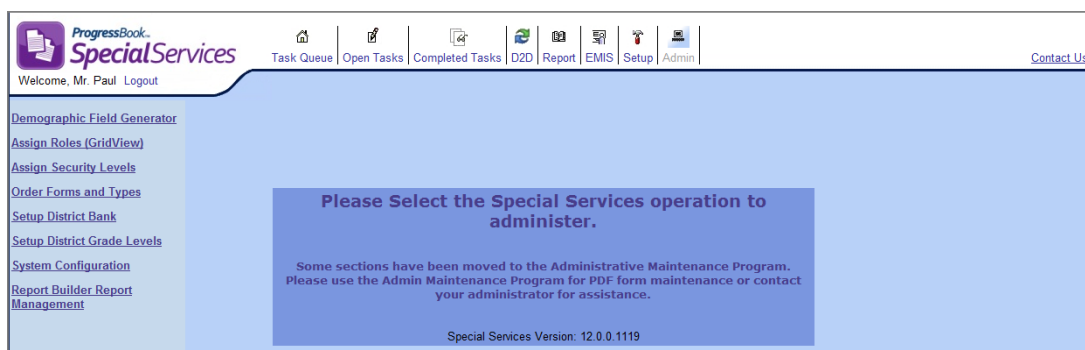 ProgressBook
SpecialServices
Welcome, Mr. Paul Logout
Task Queue Open Tasks Completed Tasks D2D Report EMIS Setup Admin
Contact Us
Demographic Field Generator
Assign Roles (GridView)
Assign Security Levels
Order Forms and Types
Setup District Bank
Setup District Grade Levels
System Configuration
Report Builder Report
Management
Please Select the Special Services operation to
administer.
Some sections have been moved to the Administrative Maintenance Program.
Please use the Admin Maintenance Program for PDF form maintenance or contact
your administrator for assistance.
Special Services Version: 12.0.0.1119